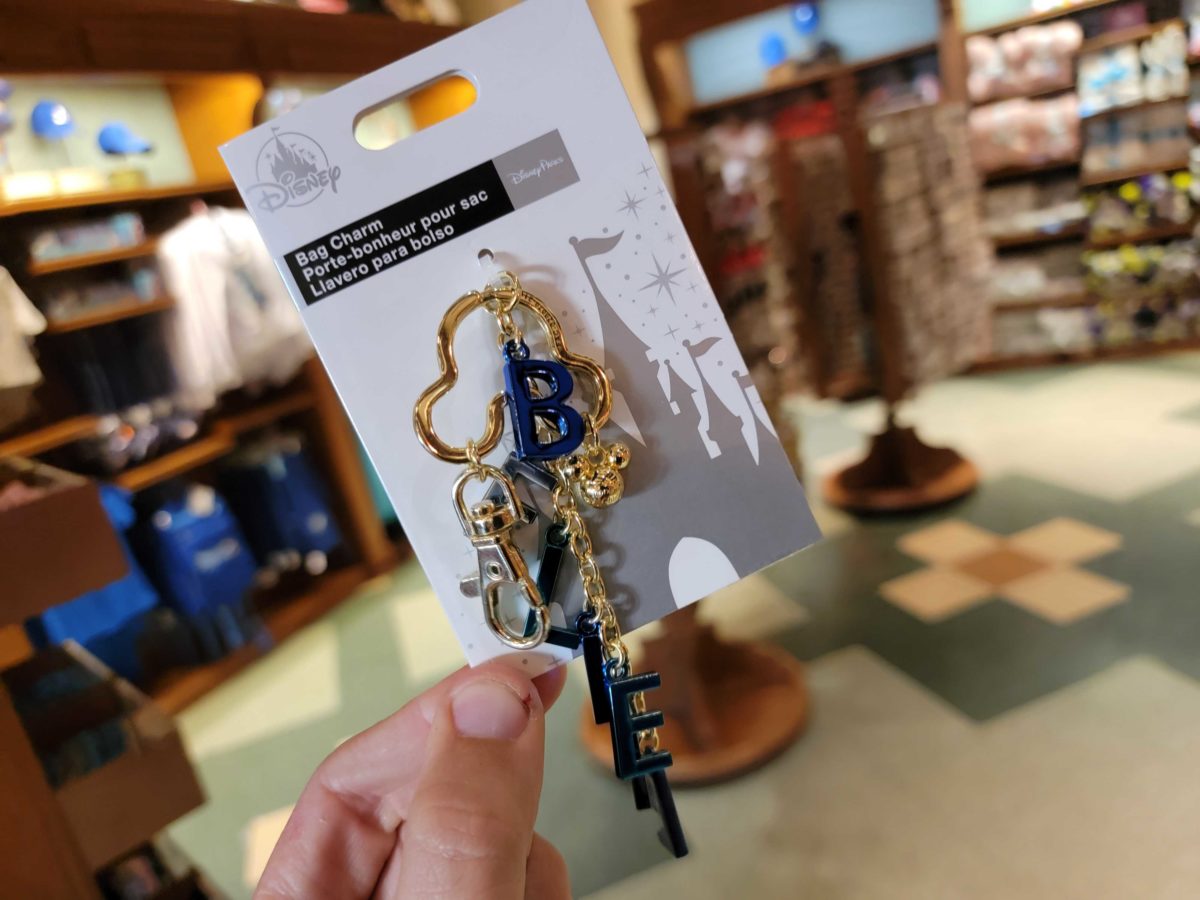 Disney
Disney Parks
Bag Charm
Porte-bonheur pour sac
Llavero para bolso
B
E